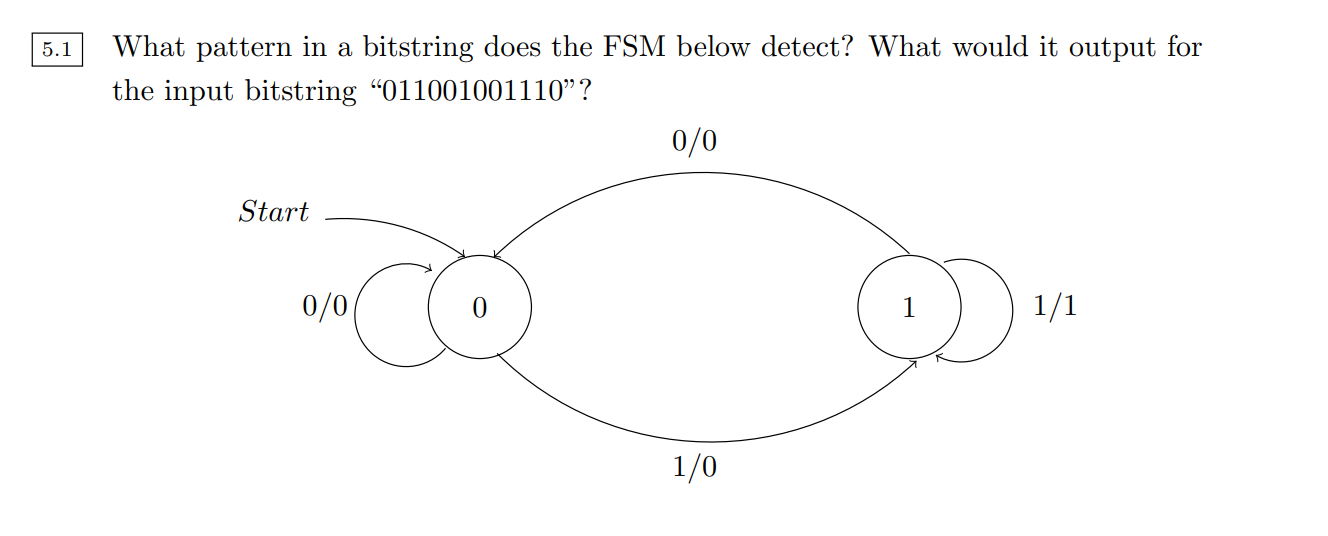 5.1 What pattern in a bitstring does the FSM below detect? What would it output for
the input bitstring “011001001110”?
0/0
Start
0/0
0
1
1/1
1/0